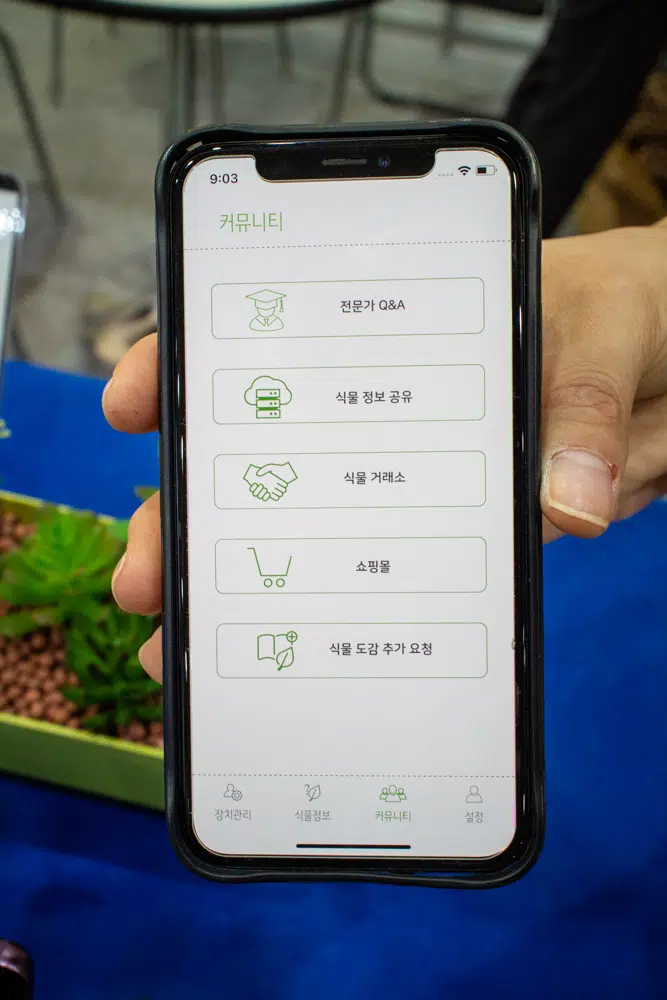 9:03
커뮤니티
전문가 Q&A
식물 정보 공유
식물 거래소
쇼핑몰
식물 도감 추가 요청
장치관리
식물정보
커뮤니티
설정